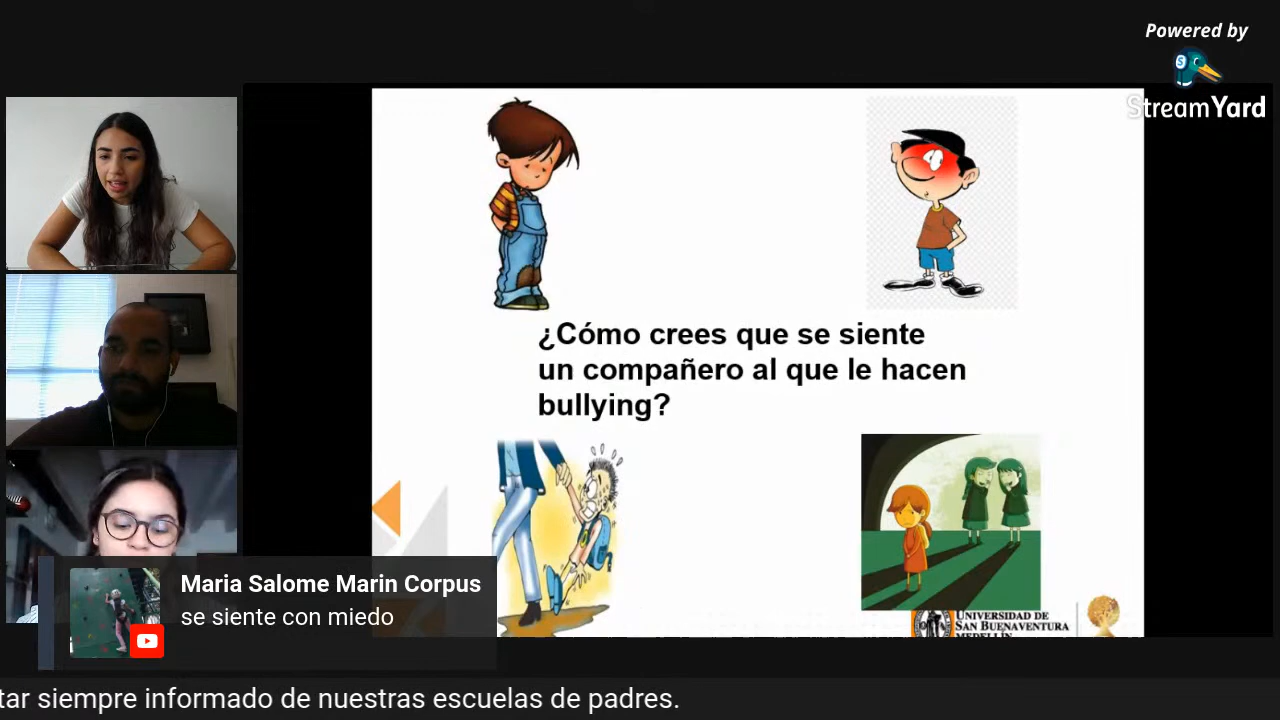 Powered by
StreamYard
¿Cómo crees que se siente
un compañero al que le hacen
bullying?
Maria Salome Marin Corpus
se siente con miedo
UNIVERSIDAD DE
SAN BUENAVENTURA
MEDELLÍN
tar siempre informado de nuestras escuelas de padres.